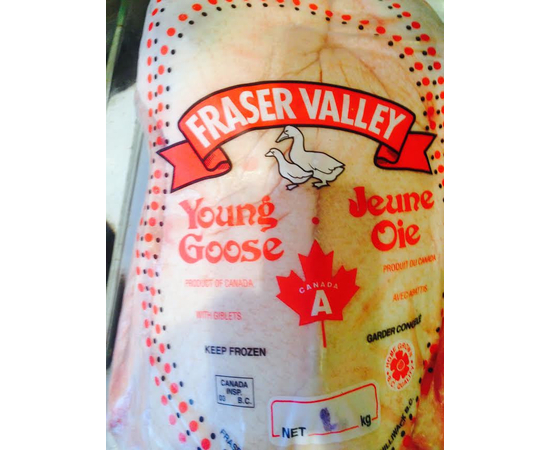 FRASER VALLEY
Young
Goose
Jeune
Oie
PRODUCT OF CANADA
PRODUIT DU CANADA
CANADA
A
WITH GIBLETS
AVEC ABATTIS
KEEP FROZEN
GARDER CONGELÉ
CANADA
INSP.
B.C.
NET kg